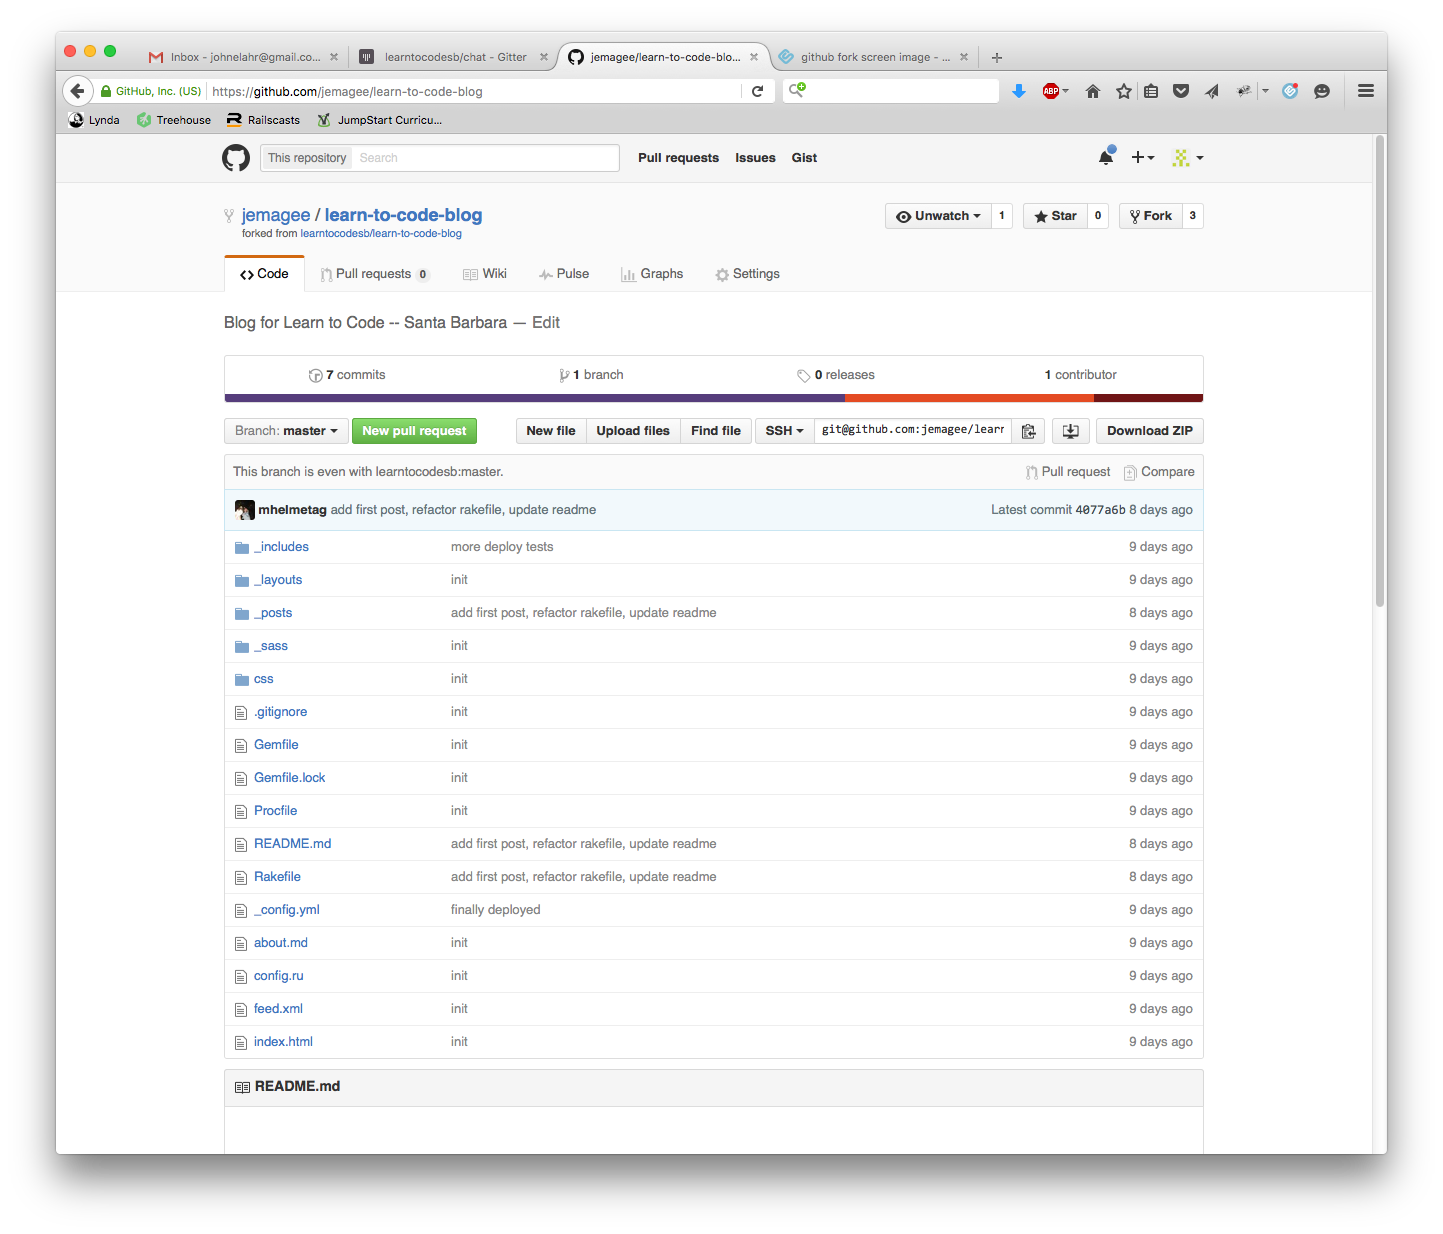 Inbox - johnelahr@gmail.co...
learntocodesb/chat - Gitter
jemagee/learn-to-code-blo...
github fork screen image - ...
GitHub, Inc. (US)
https://github.com/jemagee/learn-to-code-blog
ABP
Lynda
Treehouse
Railscasts
JumpStart Curricu...
This repository
Search
Pull requests
Issues
Gist
jemagee / learn-to-code-blog
Unwatch 1
Star 0
Fork 3
forked from learntocodesb/learn-to-code-blog
Code
Pull requests 0
Wiki
Pulse
Graphs
Settings
Blog for Learn to Code -- Santa Barbara — Edit
7 commits
1 branch
0 releases
1 contributor
Branch: master
New pull request
New file
Upload files
Find file
SSH
git@github.com:jemagee/learn
Download ZIP
This branch is even with learntocodesb:master.
Pull request
Compare
mhelmetag add first post, refactor rakefile, update readme
Latest commit 4077a6b 8 days ago
_includes more deploy tests 9 days ago
_layouts init 9 days ago
_posts add first post, refactor rakefile, update readme 8 days ago
_sass init 9 days ago
css init 9 days ago
.gitignore init 9 days ago
Gemfile init 9 days ago
Gemfile.lock init 9 days ago
Procfile init 9 days ago
README.md add first post, refactor rakefile, update readme 8 days ago
Rakefile add first post, refactor rakefile, update readme 8 days ago
_config.yml finally deployed 9 days ago
about.md init 9 days ago
config.ru init 9 days ago
feed.xml init 9 days ago
index.html init 9 days ago
README.md